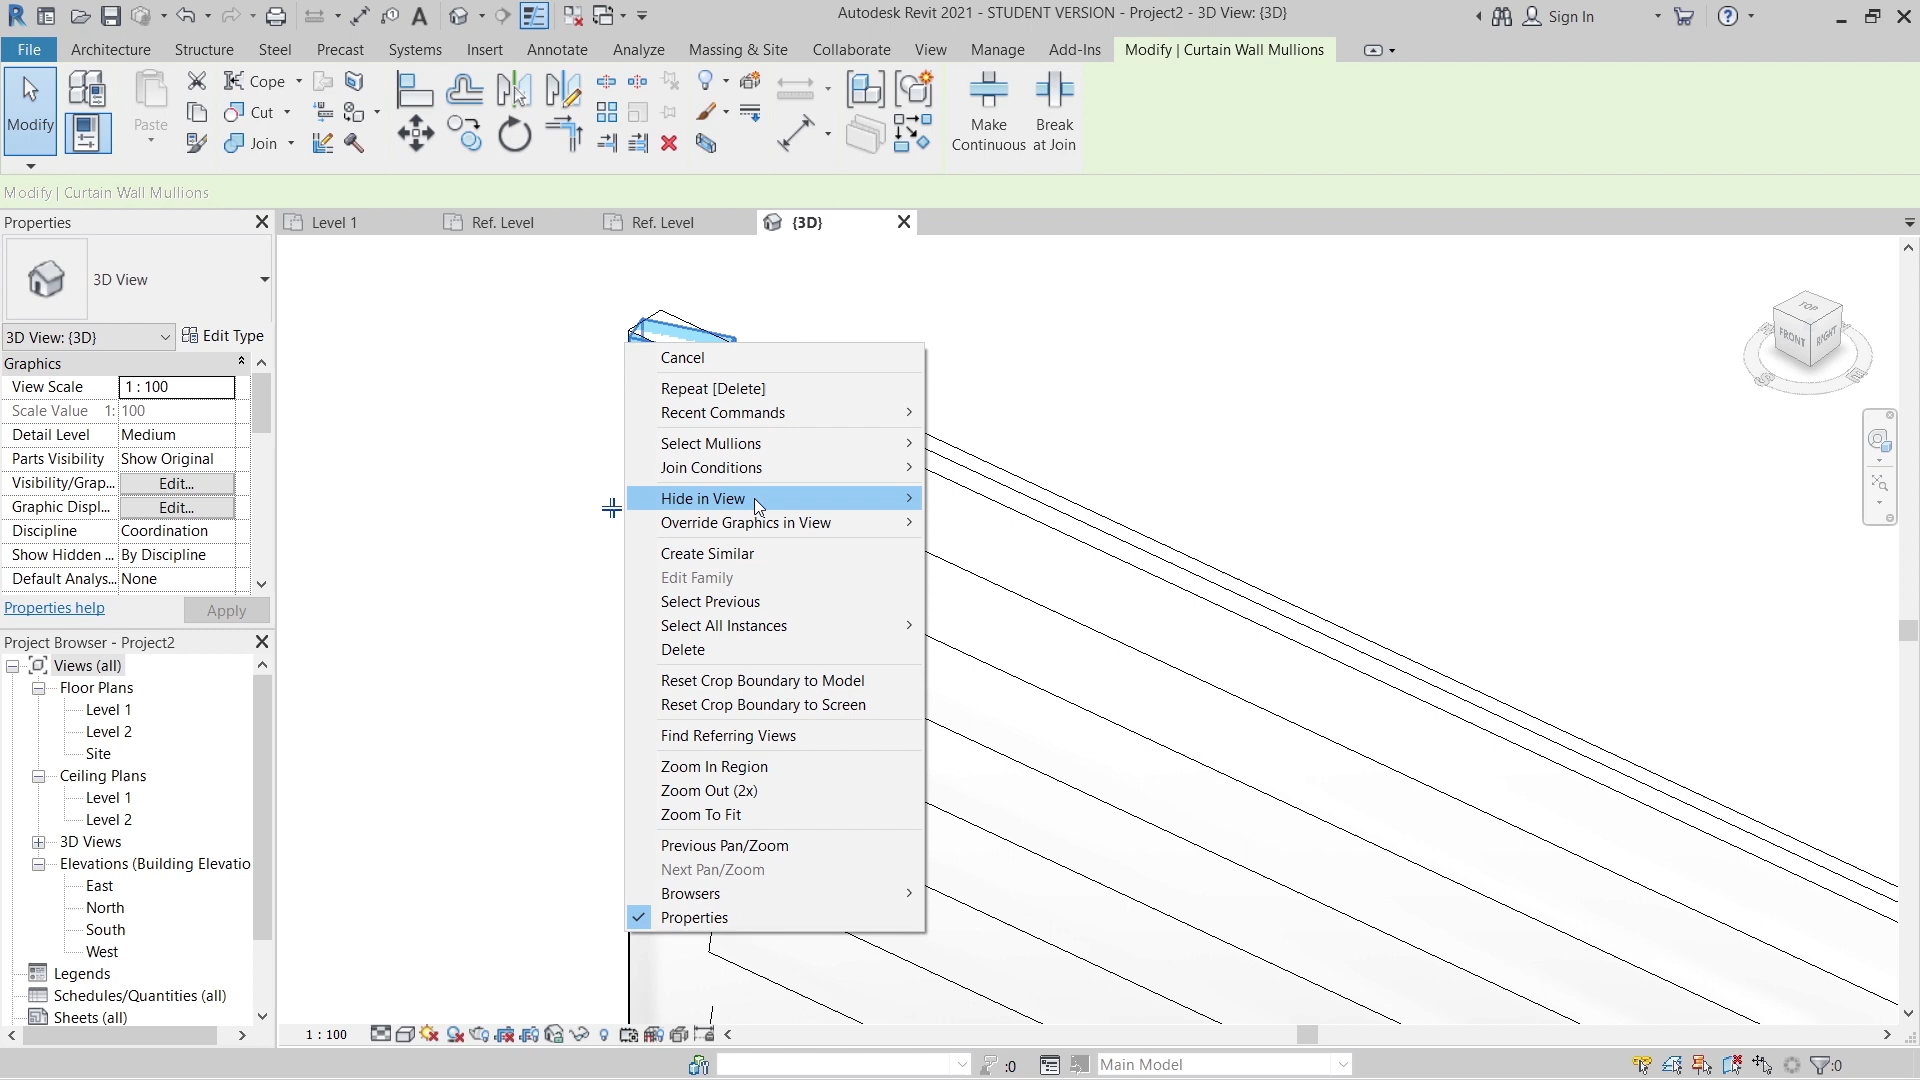 Autodesk Revit 2021 - STUDENT VERSION - Project2 - 3D View: {3D}
Sign In
File Architecture Structure Steel Precast Systems Insert Annotate Analyze Massing & Site Collaborate View Manage Add-Ins Modify | Curtain Wall Mullions
Modify
Paste
Cope
Cut
Join
Make Continuous
Break at Join
Modify | Curtain Wall Mullions
Properties
Level 1
Ref. Level
Ref. Level
{3D}
3D View
3D View: {3D}
Edit Type
Graphics
View Scale 1 : 100
Scale Value 1: 100
Detail Level Medium
Parts Visibility Show Original
Visibility/Grap... Edit...
Graphic Displ... Edit...
Discipline Coordination
Show Hidden ... By Discipline
Default Analys... None
Properties help
Apply
Project Browser - Project2
Views (all)
Floor Plans
Level 1
Level 2
Site
Ceiling Plans
Level 1
Level 2
3D Views
Elevations (Building Elevatio
East
North
South
West
Legends
Schedules/Quantities (all)
Sheets (all)
Cancel
Repeat [Delete]
Recent Commands
Select Mullions
Join Conditions
Hide in View
Override Graphics in View
Create Similar
Edit Family
Select Previous
Select All Instances
Delete
Reset Crop Boundary to Model
Reset Crop Boundary to Screen
Find Referring Views
Zoom In Region
Zoom Out (2x)
Zoom To Fit
Previous Pan/Zoom
Next Pan/Zoom
Browsers
Properties
TOP
FRONT
RIGHT
1 : 100
:0
Main Model
:0